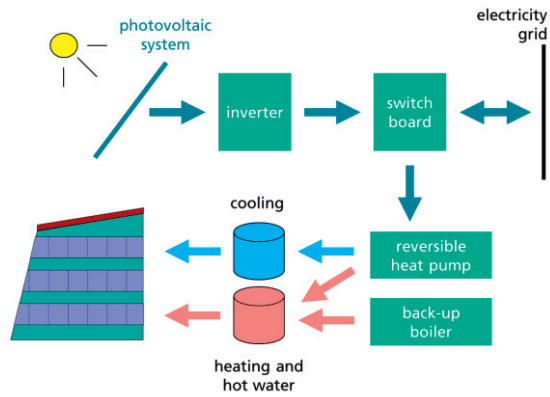 photovoltaic
system
electricity
grid
inverter
switch
board
cooling
reversible
heat pump
back-up
boiler
heating and
hot water